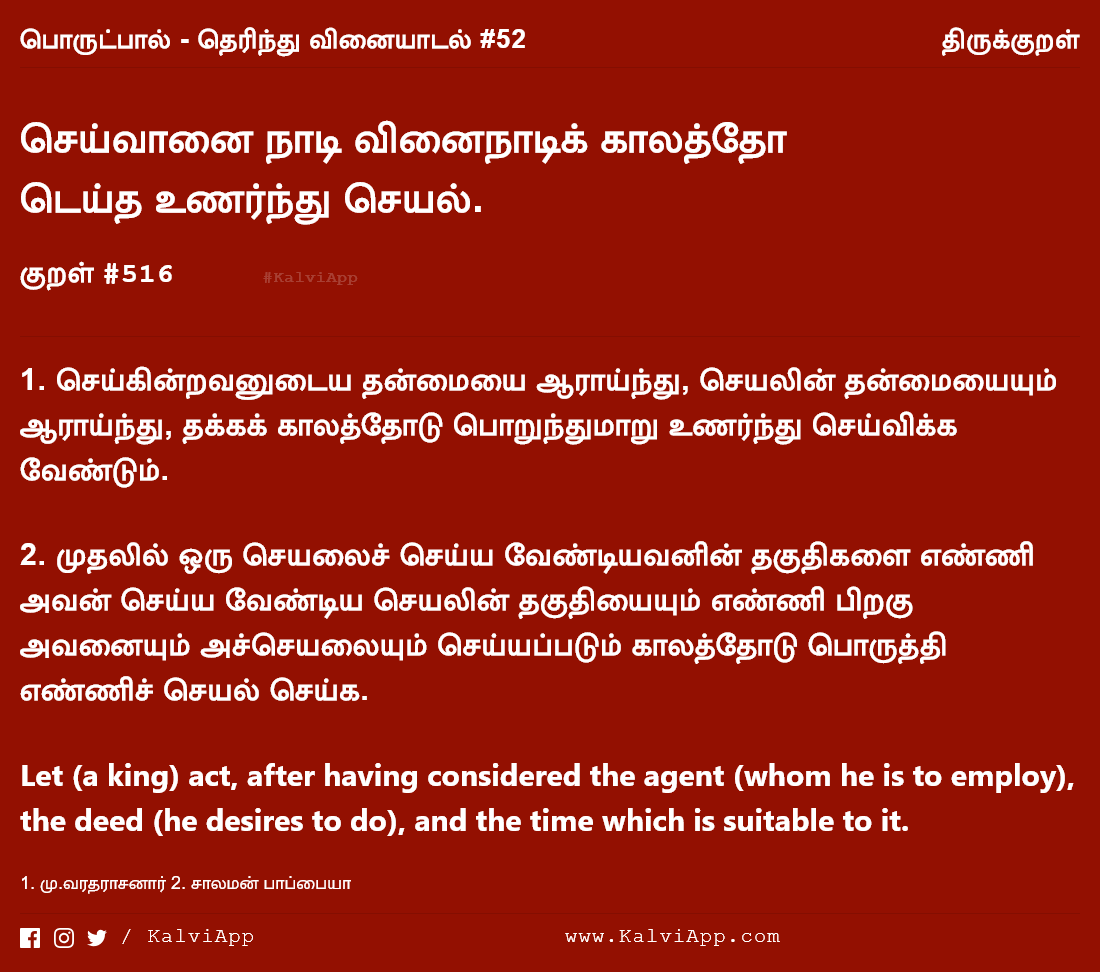 பொருட்பால் - தெரிந்து வினையாடல் #52
திருக்குறள்
செய்வானை நாடி வினைநாடிக் காலத்தோ
டெய்த உணர்ந்து செயல்.
குறள் #516
#KalviApp
1. செய்கின்றவனுடைய தன்மையை ஆராய்ந்து, செயலின் தன்மையையும்
ஆராய்ந்து, தக்கக் காலத்தோடு பொறுந்துமாறு உணர்ந்து செய்விக்க
வேண்டும்.
2. முதலில் ஒரு செயலைச் செய்ய வேண்டியவனின் தகுதிகளை எண்ணி
அவன் செய்ய வேண்டிய செயலின் தகுதியையும் எண்ணி பிறகு
அவனையும் அச்செயலையும் செய்யப்படும் காலத்தோடு பொருத்தி
எண்ணிச் செயல் செய்க.
Let (a king) act, after having considered the agent (whom he is to employ),
the deed (he desires to do), and the time which is suitable to it.
1. மு.வரதராசனார் 2. சாலமன் பாப்பையா
/ KalviApp
www.KalviApp.com